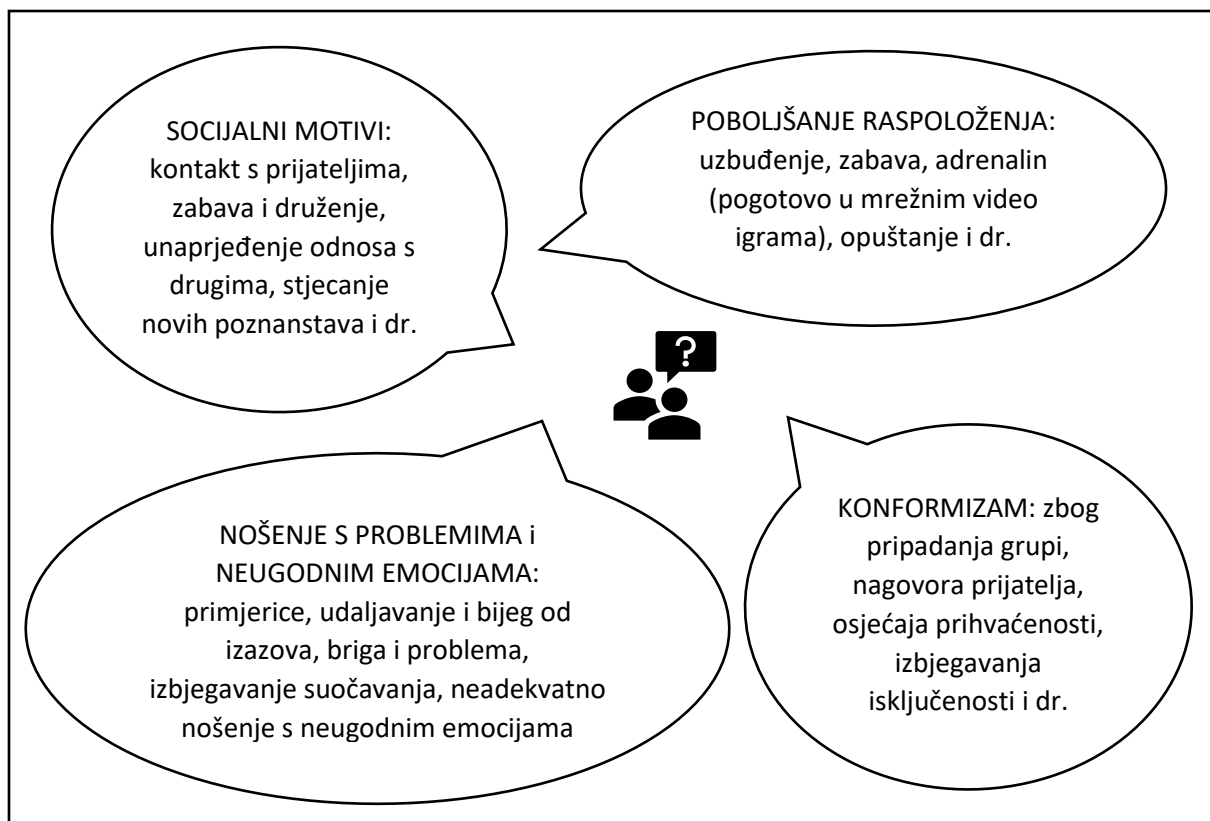 SOCIJALNI MOTIVI:
kontakt s prijateljima,
zabava i druženje,
unaprjeđenje odnosa s
drugima, stjecanje
novih poznanstava i dr.
POBOLJŠANJE RASPOLOŽENJA:
uzbuđenje, zabava, adrenalin
(pogotovo u mrežnim video
igrama), opuštanje i dr.
?
NOŠENJE S PROBLEMIMA i
NEUGODNIM EMOCIJAMA:
primjerice, udaljavanje i bijeg od
izazova, briga i problema,
izbjegavanje suočavanja, neadekvatno
nošenje s neugodnim emocijama
KONFORMIZAM: zbog
pripadanja grupi,
nagovora prijatelja,
osjećaja prihvaćenosti,
izbjegavanja
isključenosti i dr.